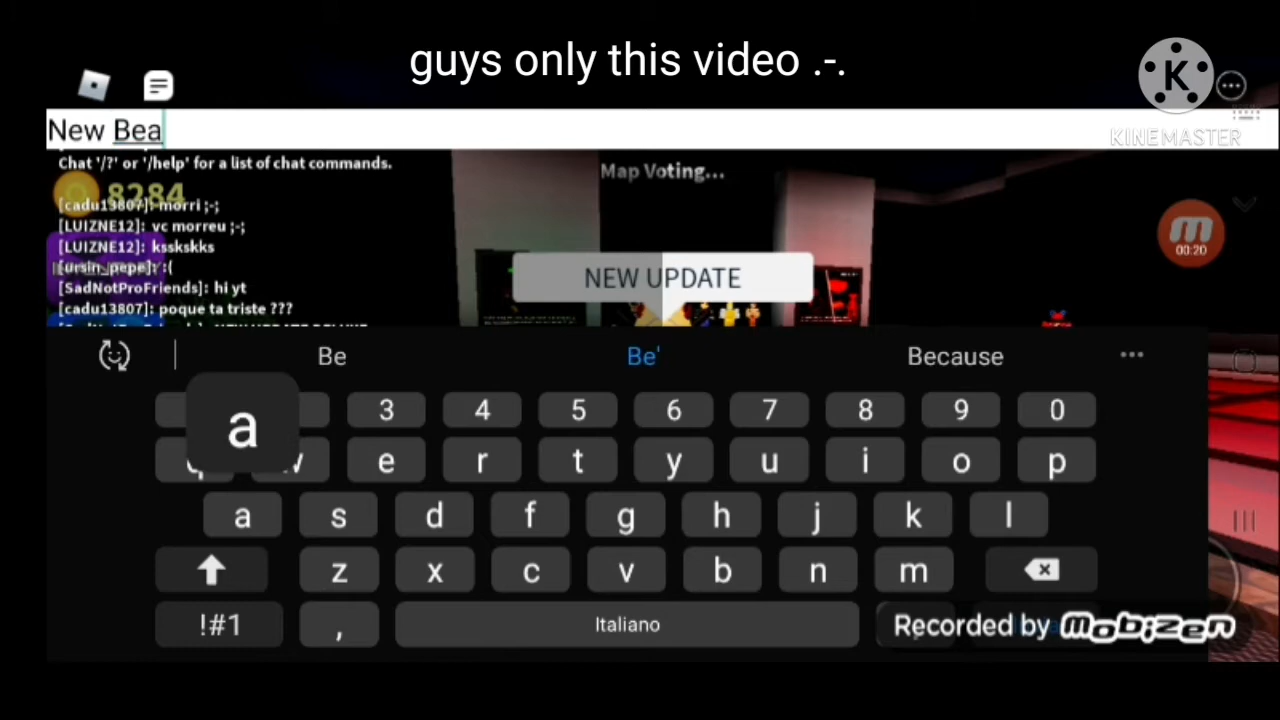 guys only this video .-.
K
KINEMASTER
New Bea
Chat '/?' or '/help' for a list of chat commands.
Map Voting...
8284
[cadu13807]: morri ;-;
[LUIZNE12]: vc morreu ;-;
[LUIZNE12]: ksskskks
[ursin_pepe]: :(
[SadNotProFriends]: hi yt
[cadu13807]: poque ta triste ???
NEW UPDATE
00:20
Be Be' Because
a
3 4 5 6 7 8 9 0
q w e r t y u i o p
a s d f g h j k l
z x c v b n m
!#1 , Italiano
Recorded by Mobizen